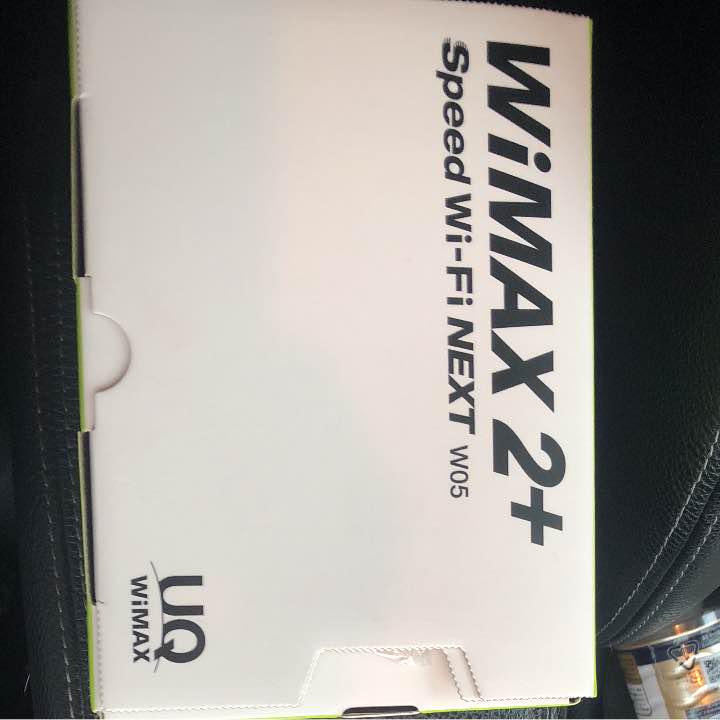 WiMAX 2+
Speed Wi-Fi NEXT W05
UQ
WiMAX